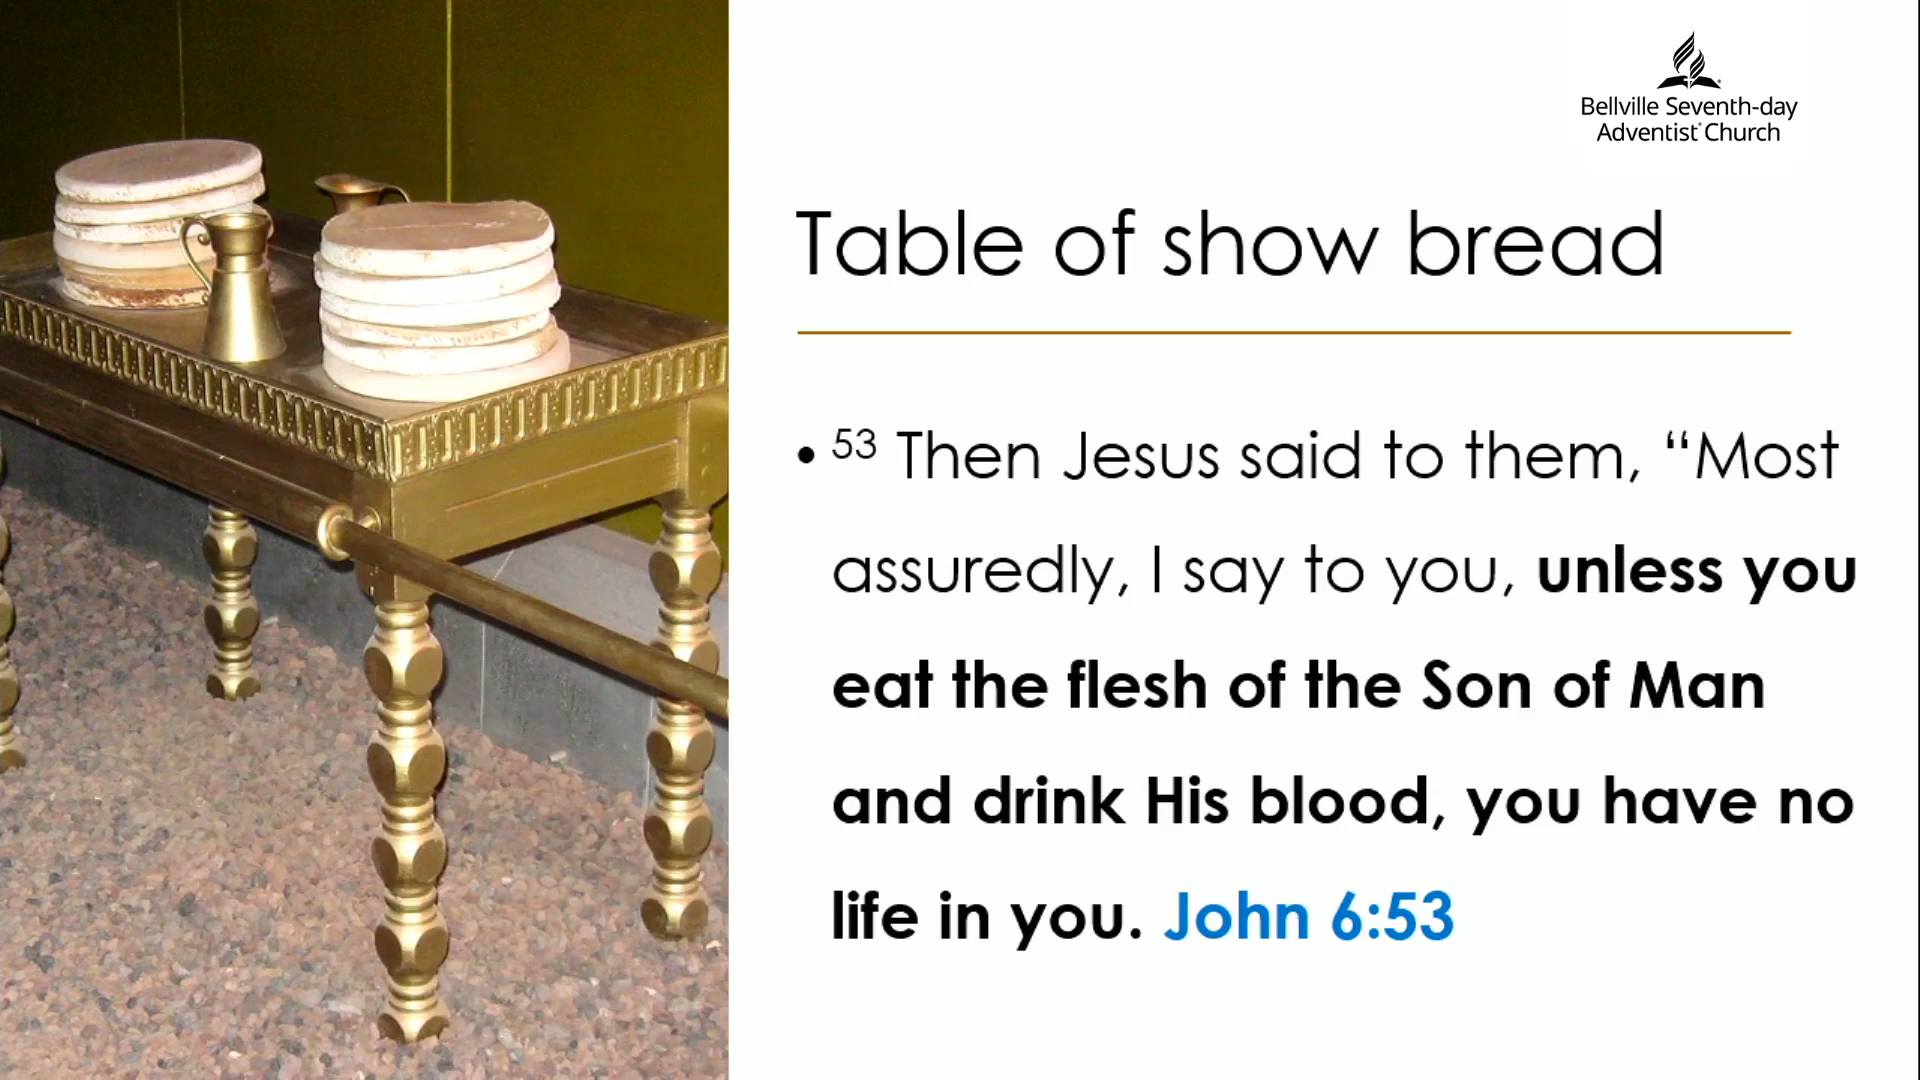 Bellville Seventh-day
Adventist® Church
Table of show bread
• 53 Then Jesus said to them, “Most
assuredly, I say to you, unless you
eat the flesh of the Son of Man
and drink His blood, you have no
life in you. John 6:53